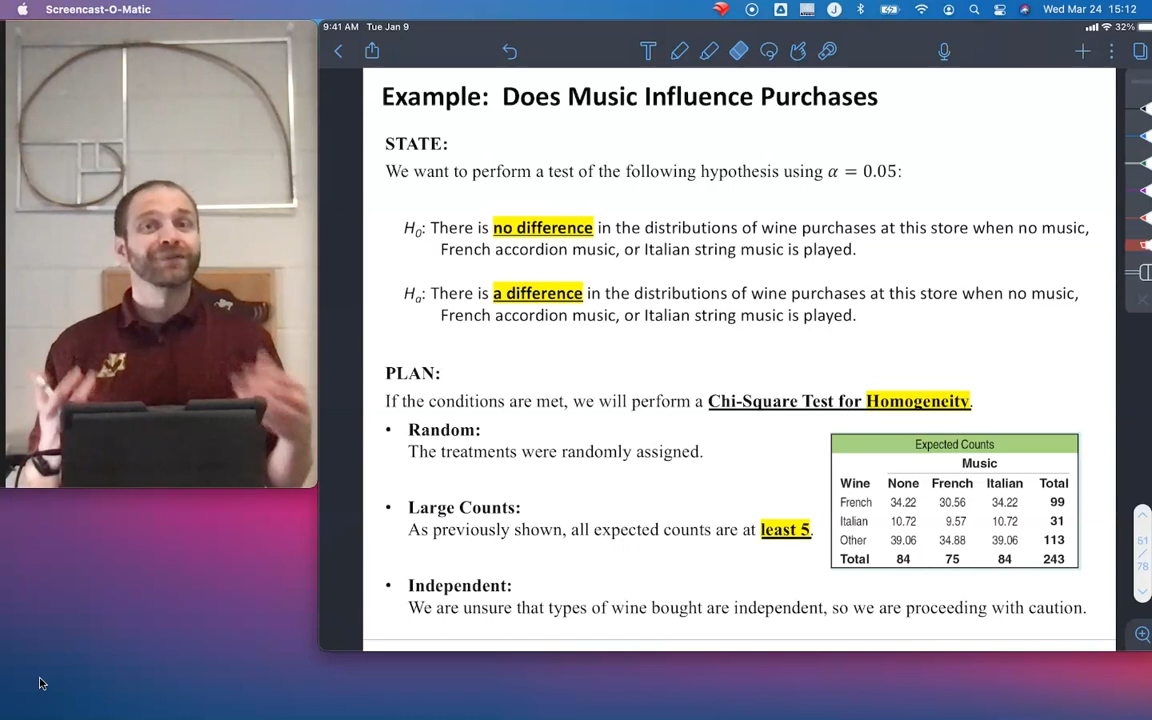 Screencast-O-Matic
Wed Mar 24 15:12
9:41 AM Tue Jan 9
32%
Example: Does Music Influence Purchases
STATE:
We want to perform a test of the following hypothesis using α = 0.05:
H0: There is no difference in the distributions of wine purchases at this store when no music,
French accordion music, or Italian string music is played.
Ha: There is a difference in the distributions of wine purchases at this store when no music,
French accordion music, or Italian string music is played.
PLAN:
If the conditions are met, we will perform a Chi-Square Test for Homogeneity.
• Random:
The treatments were randomly assigned.
• Large Counts:
As previously shown, all expected counts are at least 5.
• Independent:
We are unsure that types of wine bought are independent, so we are proceeding with caution.
Expected Counts
Music
Wine None French Italian Total
French 34.22 30.56 34.22 99
Italian 10.72 9.57 10.72 31
Other 39.06 34.88 39.06 113
Total 84 75 84 243
51
/
78